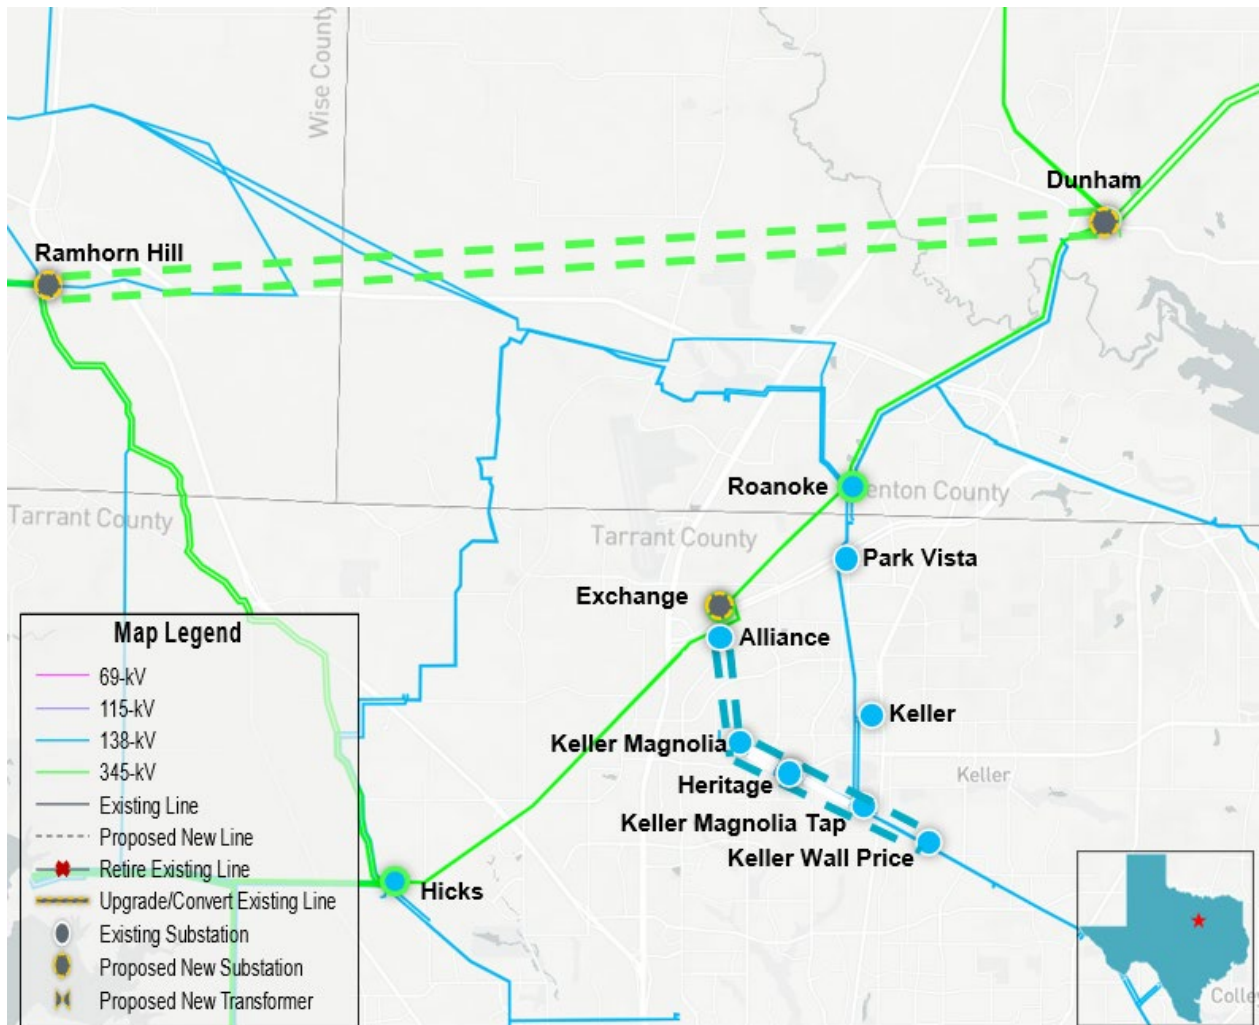 Wise County
Dunham
Ramhorn Hill
Roanoke
enton County
Tarrant County
Tarrant County
Park Vista
Exchange
Alliance
Keller
Keller Magnolia
Heritage
Keller
Keller Magnolia Tap
Keller Wall Price
Hicks
Map Legend
69-kV
115-kV
138-kV
345-kV
Existing Line
Proposed New Line
Retire Existing Line
Upgrade/Convert Existing Line
Existing Substation
Proposed New Substation
Proposed New Transformer
Colley